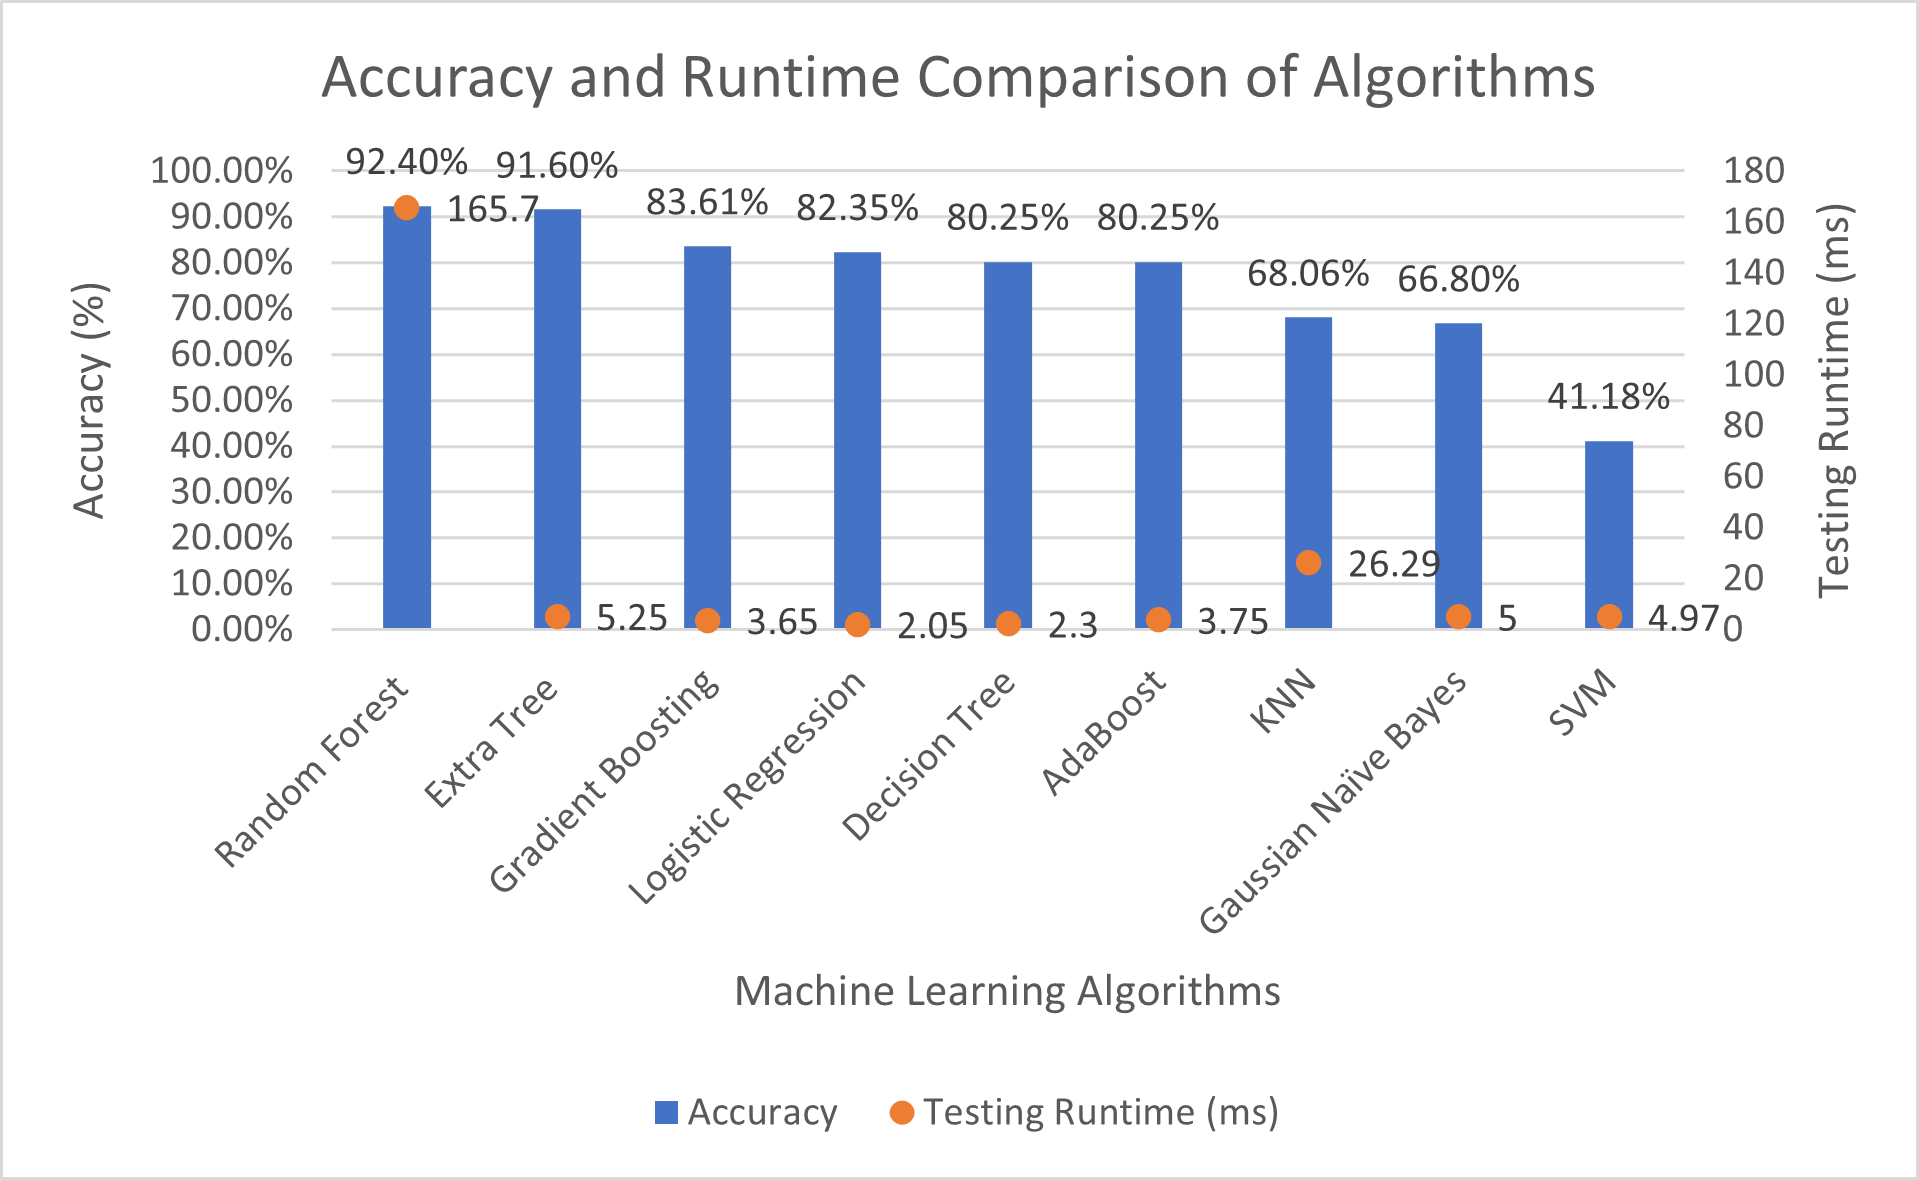 Accuracy and Runtime Comparison of Algorithms
100.00%
90.00%
80.00%
70.00%
60.00%
50.00%
40.00%
30.00%
20.00%
10.00%
0.00%
Accuracy (%)
92.40%
91.60%
83.61%
82.35%
80.25%
80.25%
68.06%
66.80%
41.18%
165.7
5.25
3.65
2.05
2.3
3.75
26.29
5
4.97
180
160
140
120
100
80
60
40
20
0
Testing Runtime (ms)
Random Forest
Extra Tree
Gradient Boosting
Logistic Regression
Decision Tree
AdaBoost
KNN
Gaussian Naïve Bayes
SVM
Machine Learning Algorithms
Accuracy
Testing Runtime (ms)